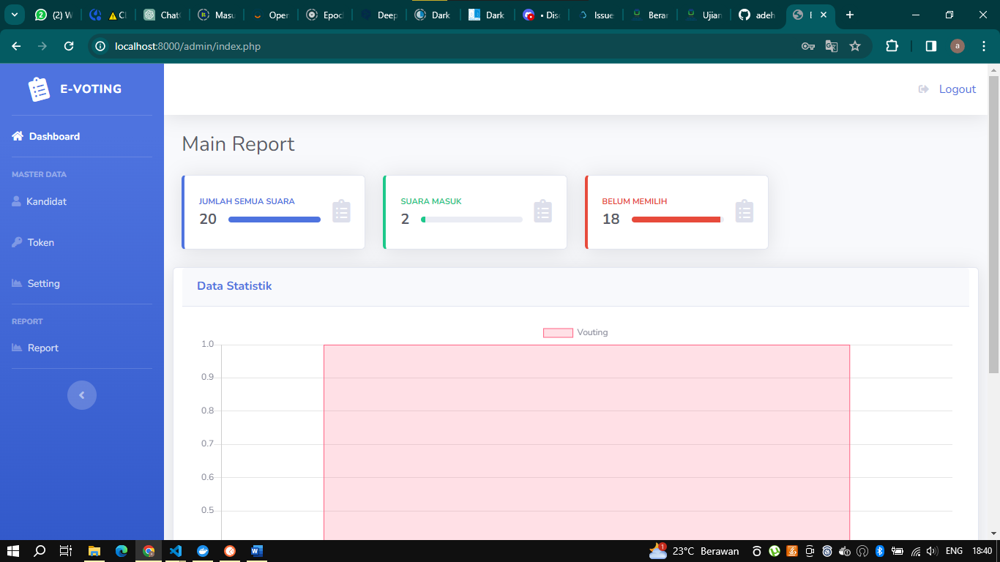 (2) W
Cl
Chat
Masu
Open
Epoc
Deep
Dark
Dark
• Disc
Issue
Berar
Ujian
adeh
localhost:8000/admin/index.php
a
E-VOTING
Logout
Dashboard
MASTER DATA
Kandidat
Token
Setting
REPORT
Report
Main Report
JUMLAH SEMUA SUARA
20
SUARA MASUK
2
BELUM MEMILIH
18
Data Statistik
Vouting
1.0
0.9
0.8
0.7
0.6
0.5
1
23°C Berawan
ENG
18:40